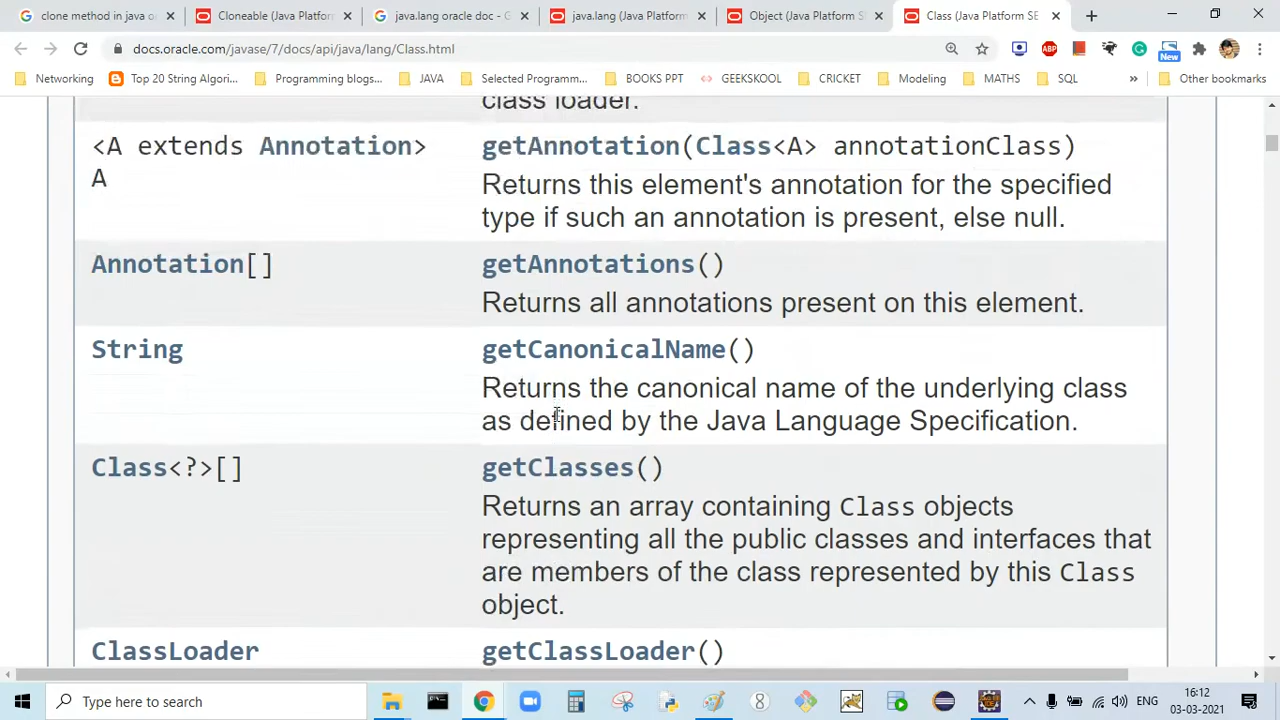 clone method in java o
Cloneable (Java Platfor
java.lang oracle doc - G
java.lang (Java Platform
Object (Java Platform S
Class (Java Platform SE
docs.oracle.com/javase/7/docs/api/java/lang/Class.html
ABP
New
Networking
Top 20 String Algori...
Programming blogs...
JAVA
Selected Programm...
BOOKS PPT
GEEKSKOOL
CRICKET
Modeling
MATHS
SQL
»
Other bookmarks
class loader.
<A extends Annotation>
A
getAnnotation(Class<A> annotationClass)
Returns this element's annotation for the specified
type if such an annotation is present, else null.
Annotation[]
getAnnotations()
Returns all annotations present on this element.
String
getCanonicalName()
Returns the canonical name of the underlying class
as defined by the Java Language Specification.
Class<?>[]
getClasses()
Returns an array containing Class objects
representing all the public classes and interfaces that
are members of the class represented by this Class
object.
ClassLoader
getClassLoader()
Type here to search
ENG
16:12
03-03-2021